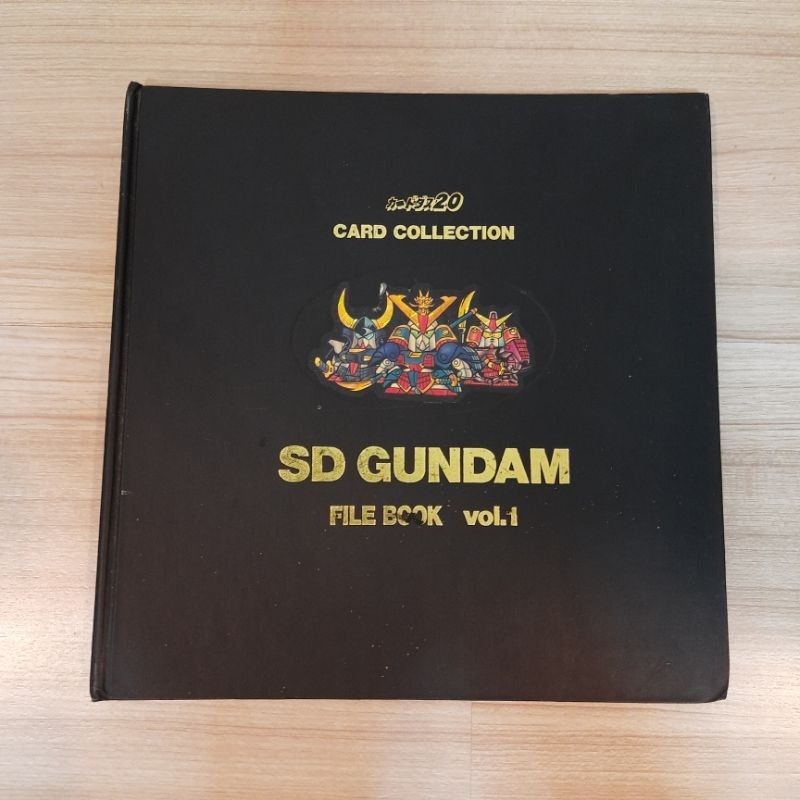 カードダス20
CARD COLLECTION
SD GUNDAM
FILE BOOK vol.1